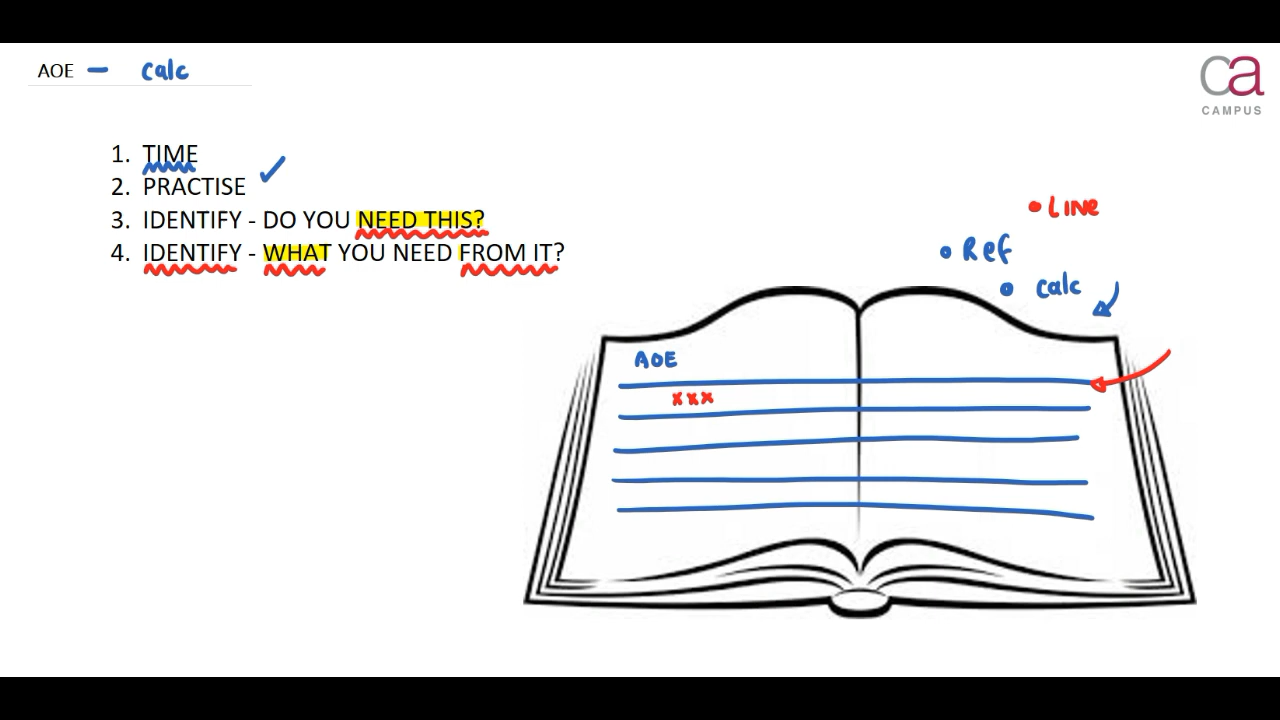 AOE - Calc
ca
CAMPUS
1. TIME
2. PRACTISE
3. IDENTIFY - DO YOU NEED THIS?
4. IDENTIFY - WHAT YOU NEED FROM IT?
• LINE
• Ref
• Calc
AOE
xxx